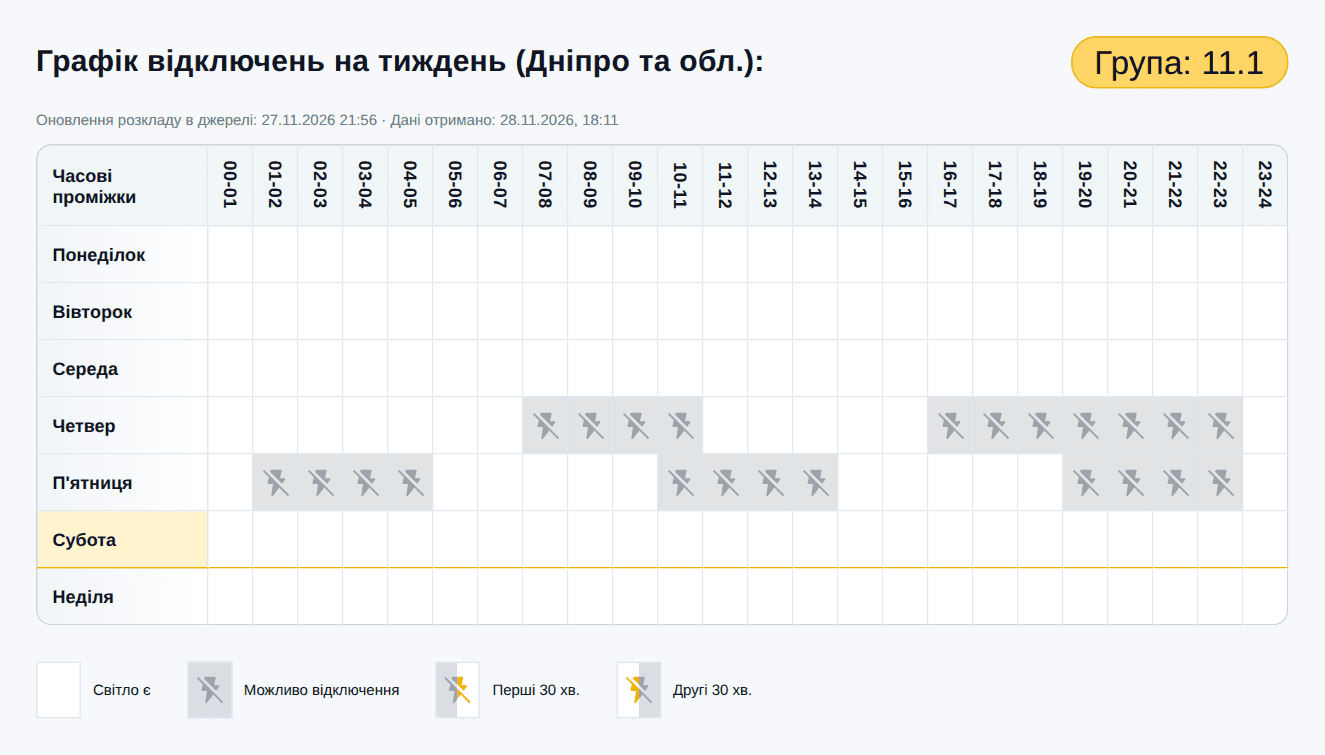 Графік відключень на тиждень (Дніпро та обл.):
Група: 11.1
Оновлення розкладу в джерелі: 27.11.2026 21:56 · Дані отримано: 28.11.2026, 18:11
Часові
проміжки
00-01 01-02 02-03 03-04 04-05 05-06 06-07 07-08 08-09 09-10 10-11 11-12 12-13 13-14 14-15 15-16 16-17 17-18 18-19 19-20 20-21 21-22 22-23 23-24
Понеділок
Вівторок
Середа
Четвер
П'ятниця
Субота
Неділя
Світло є
Можливо відключення
Перші 30 хв.
Другі 30 хв.